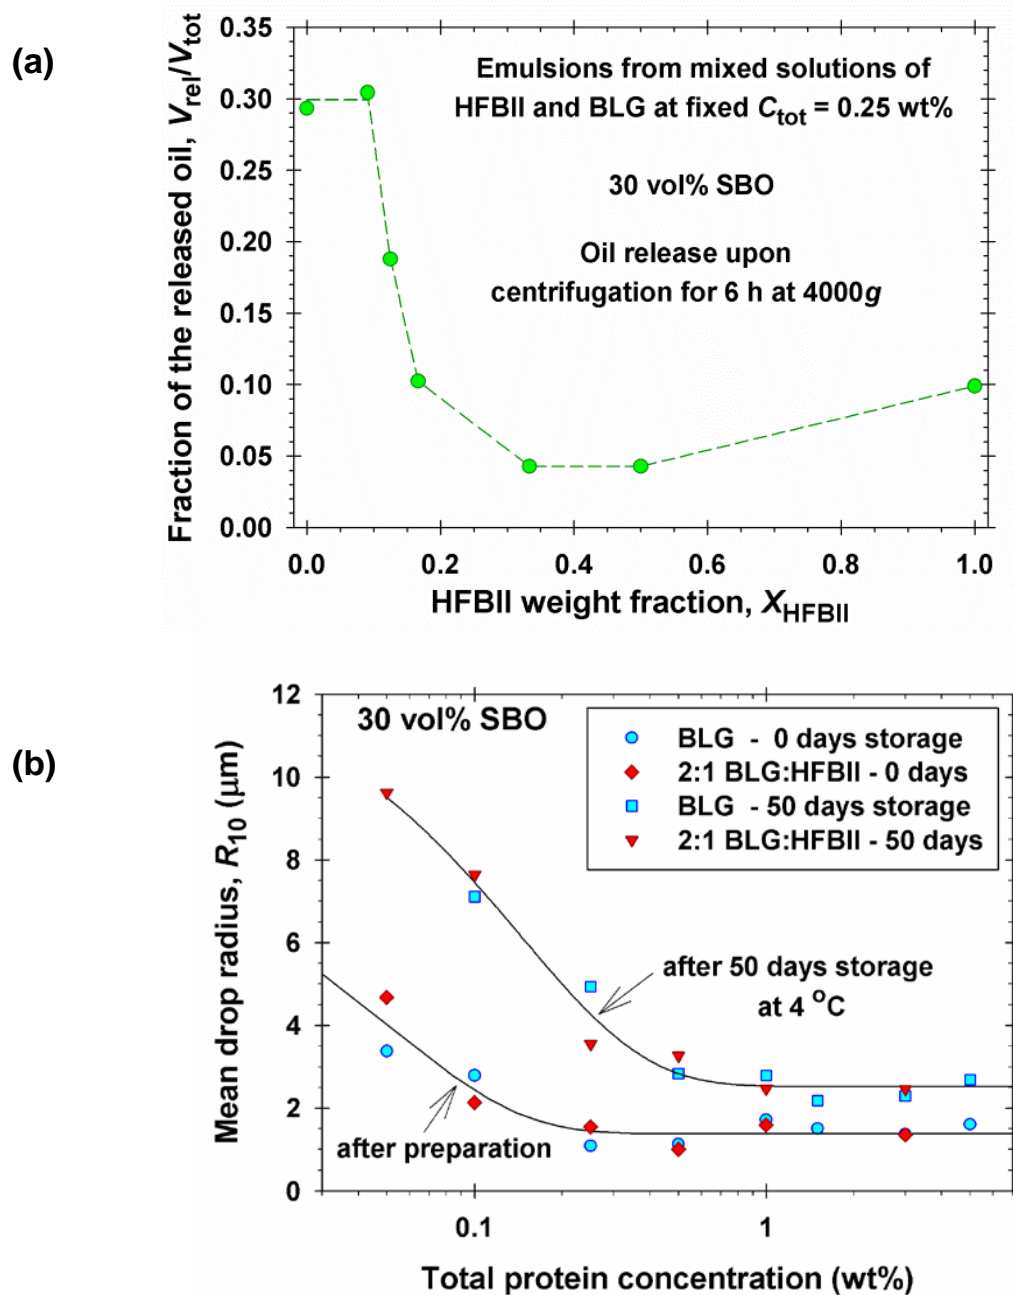 (a)
Fraction of the released oil, V_rel/V_tot
0.35
0.30
0.25
0.20
0.15
0.10
0.05
0.00
Emulsions from mixed solutions of
HFBII and BLG at fixed C_tot = 0.25 wt%
30 vol% SBO
Oil release upon
centrifugation for 6 h at 4000g
0.0 0.2 0.4 0.6 0.8 1.0
HFBII weight fraction, X_HFBII
(b)
Mean drop radius, R_10 (μm)
12
10
8
6
4
2
0
30 vol% SBO
BLG - 0 days storage
2:1 BLG:HFBII - 0 days
BLG - 50 days storage
2:1 BLG:HFBII - 50 days
after 50 days storage
at 4 °C
after preparation
0.1 1
Total protein concentration (wt%)